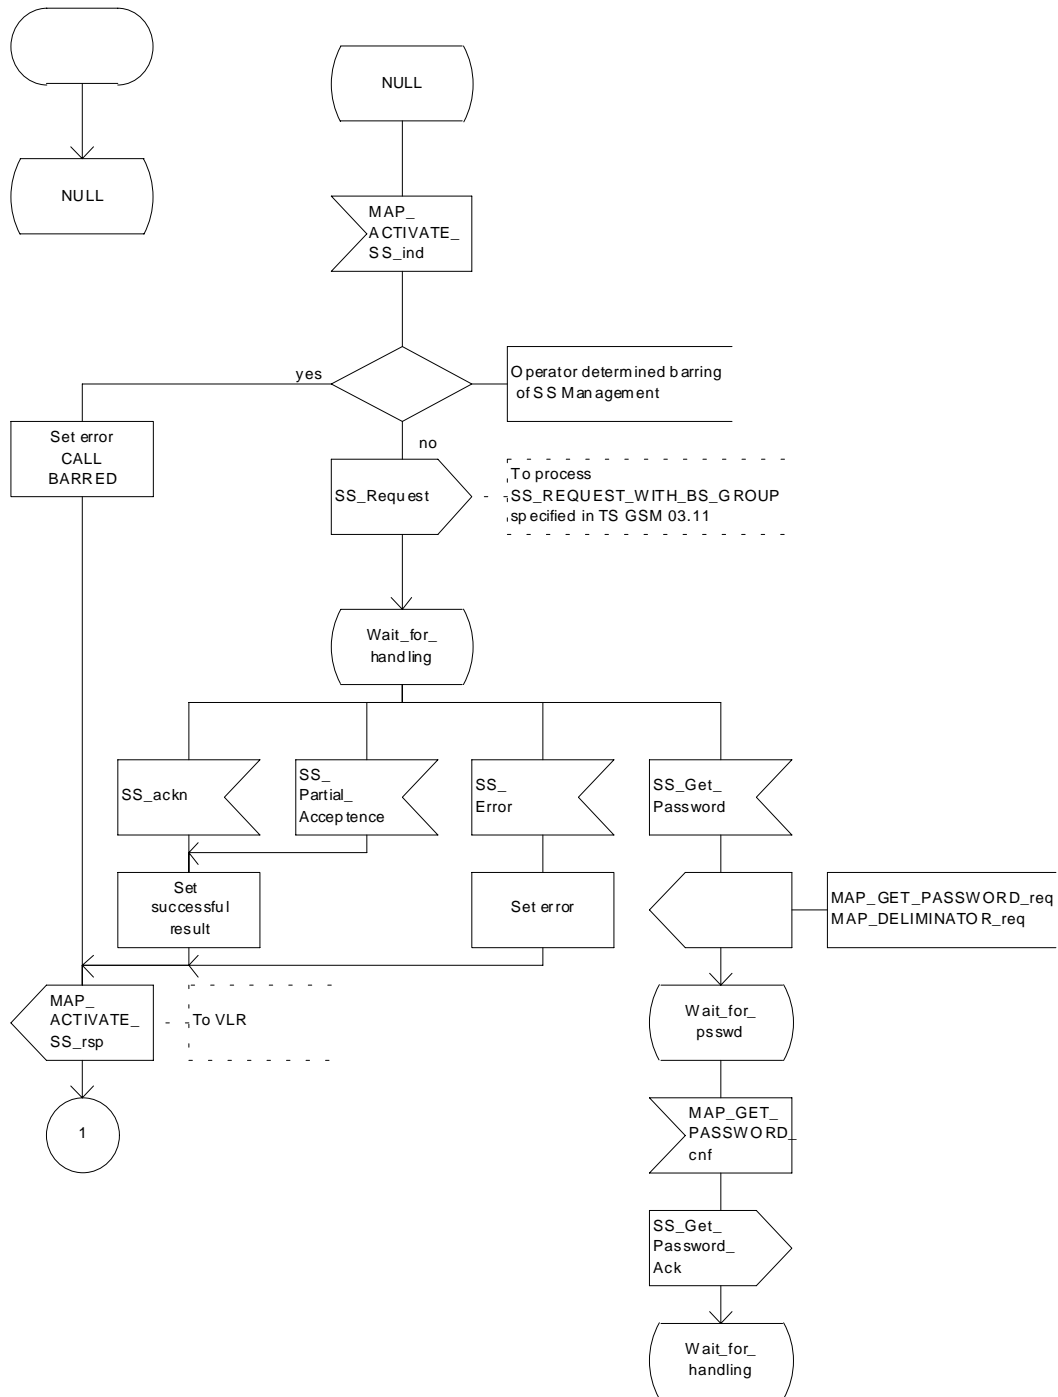 NULL
NULL
MAP_
ACTIVATE_
SS_ind
yes
Operator determined barring
of SS Management
Set error
CALL
BARRED
no
SS_Request
To process
SS_REQUEST_WITH_BS_GROUP
specified in TS GSM 03.11
Wait_for_
handling
SS_ackn
SS_
Partial_
Acceptence
SS_
Error
SS_Get_
Password
Set
successful
result
Set error
MAP_GET_PASSWORD_req
MAP_DELIMINATOR_req
MAP_
ACTIVATE_
SS_rsp
To VLR
Wait_for_
psswd
1
MAP_GET_
PASSWORD_
cnf
SS_Get_
Password_
Ack
Wait_for_
handling